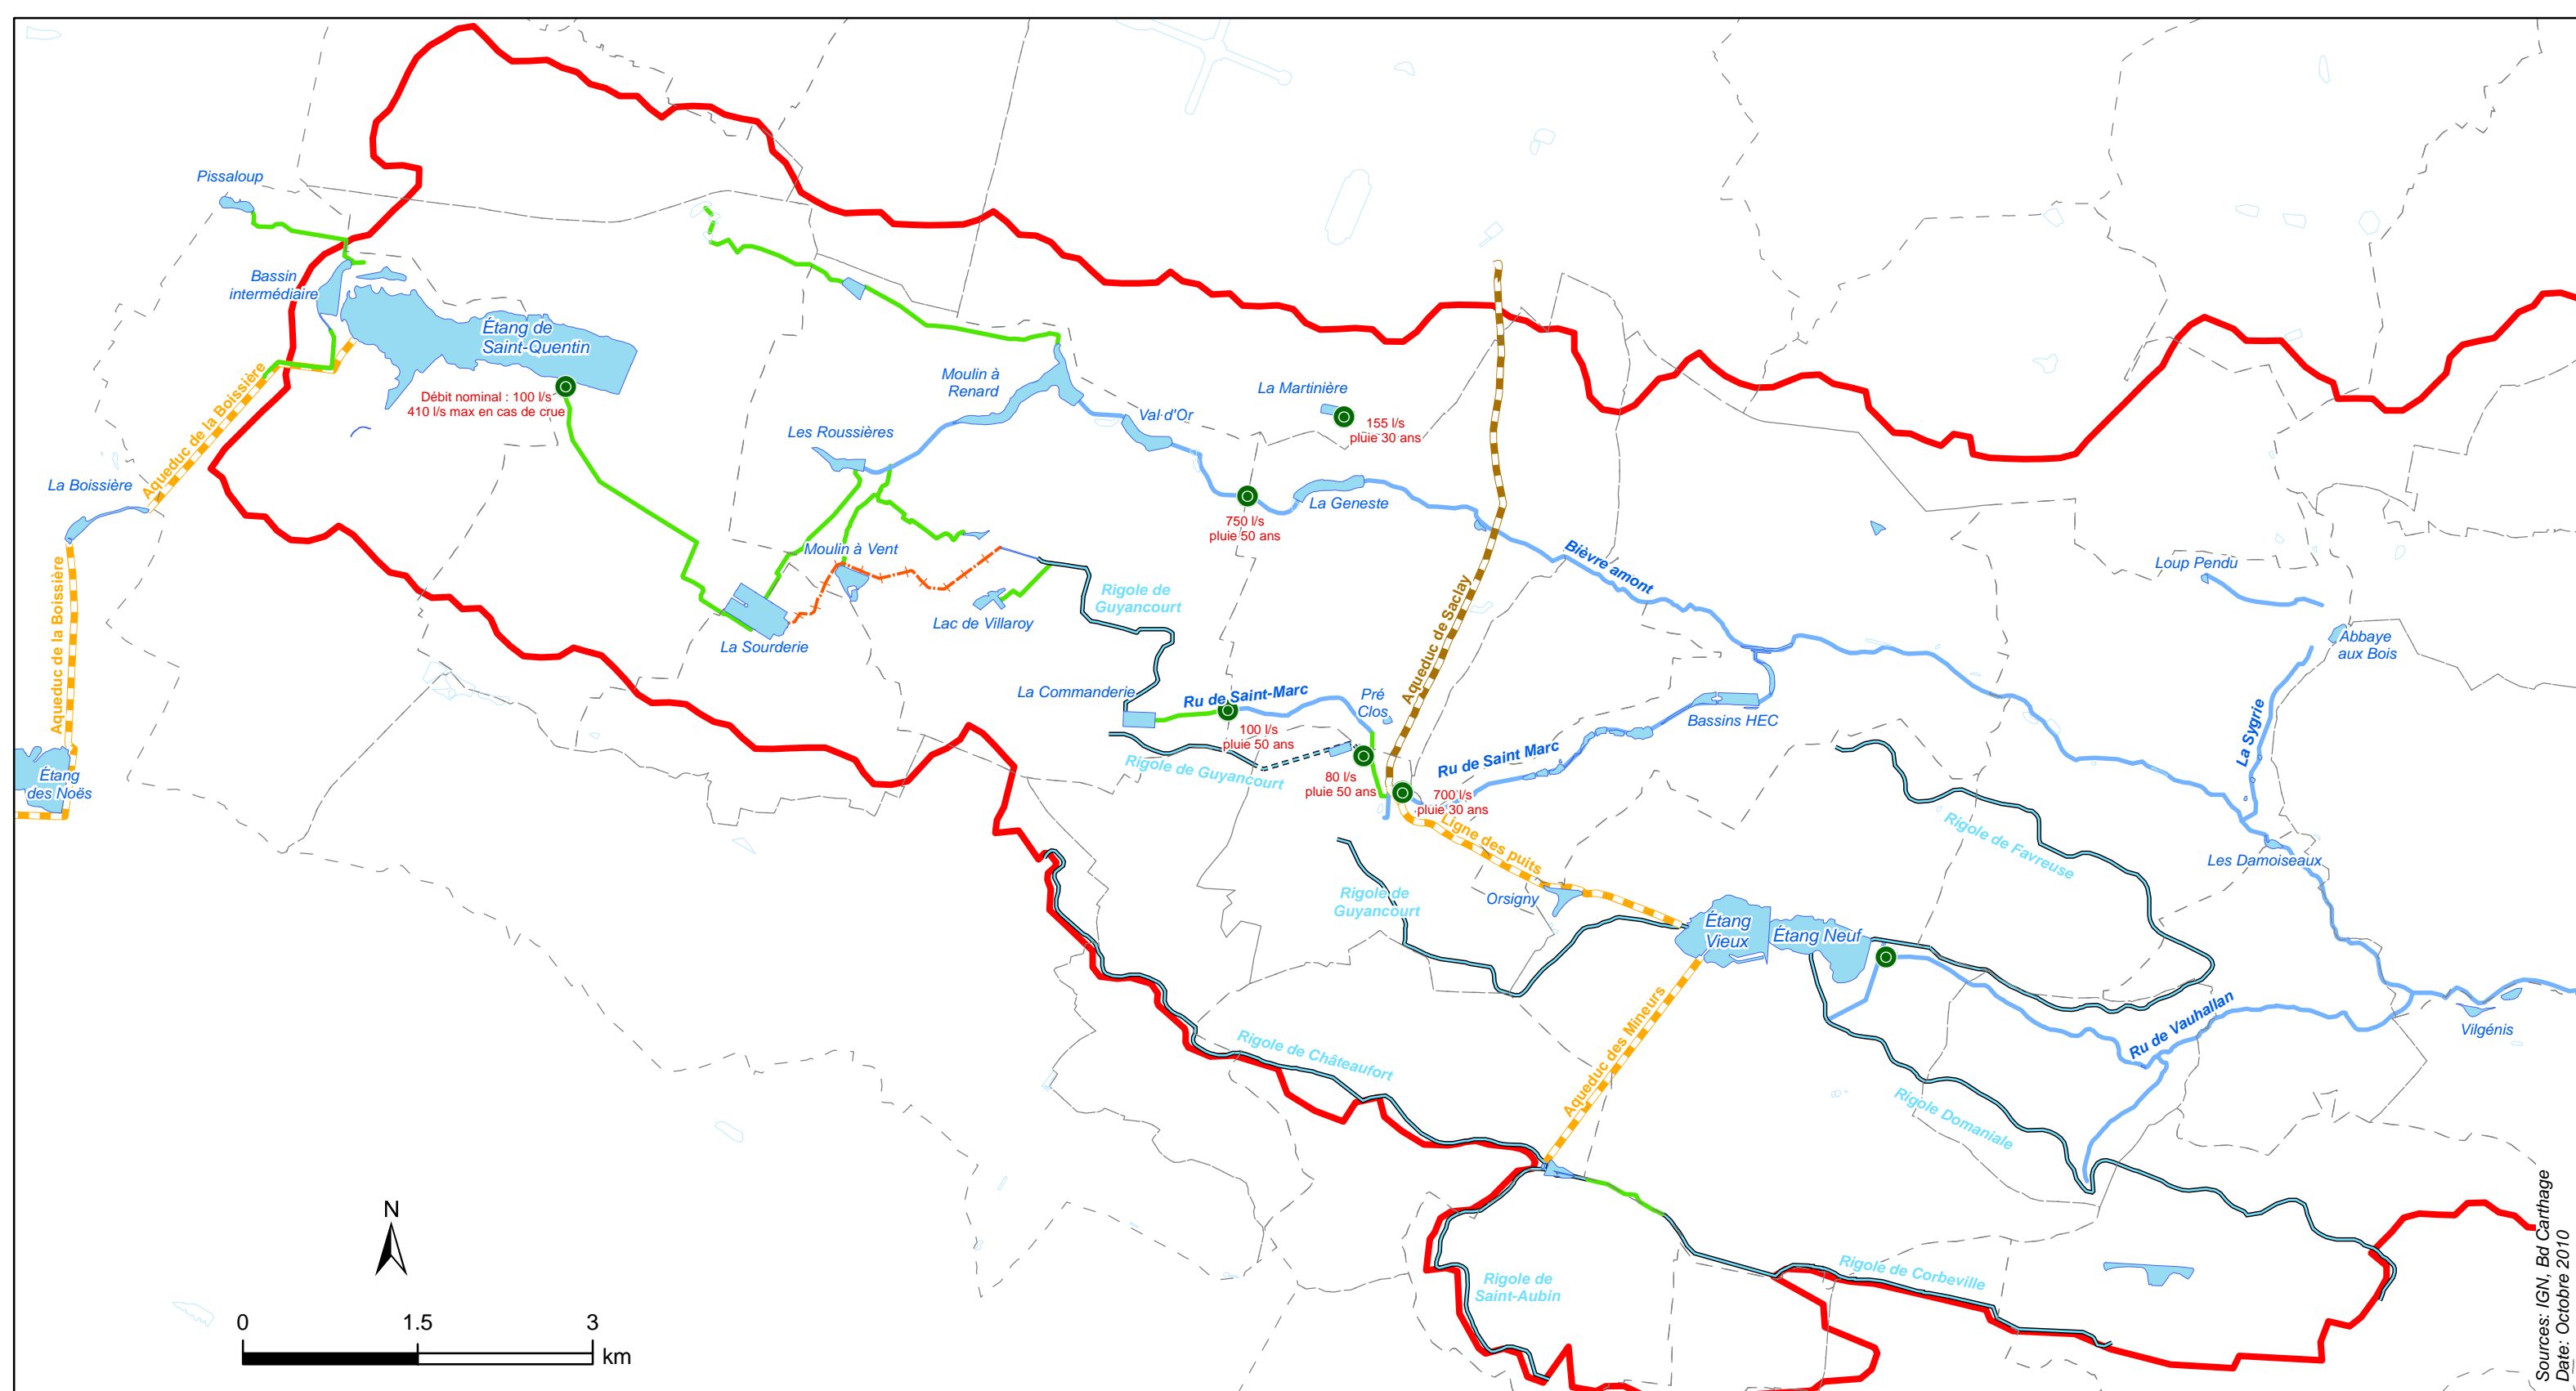 Pissaloup
Bassin
intermédiaire
Étang de
Saint-Quentin
Débit nominal : 100 l/s
410 l/s max en cas de crue
Aqueduc de la Boissière
La Boissière
Aqueduc de la Boissière
Étang
des Noës
Moulin à
Renard
Les Roussières
Val d'Or
La Martinière
155 l/s
pluie 30 ans
La Geneste
750 l/s
pluie 50 ans
Moulin à Vent
La Sourderie
Lac de Villaroy
Rigole de
Guyancourt
La Commanderie
Ru de Saint-Marc
100 l/s
pluie 50 ans
Rigole de Guyancourt
Pré
Clos
80 l/s
pluie 50 ans
700 l/s
pluie 30 ans
Aqueduc de Saclay
Bièvre amont
Bassins HEC
Ru de Saint Marc
Ligne des puits
Orsigny
Rigole de
Guyancourt
Étang
Vieux
Étang Neuf
Loup Pendu
Abbaye
aux Bois
La Sygrie
Rigole de Favreuse
Les Damoiseaux
Vilgénis
Ru de Vauhallan
Rigole Domaniale
Aqueduc des Mineurs
Rigole de Châteaufort
Rigole de
Saint-Aubin
Rigole de Corbeville
N
0 1.5 3
km
Sources: IGN, Bd Carthage
Date: Octobre 2010